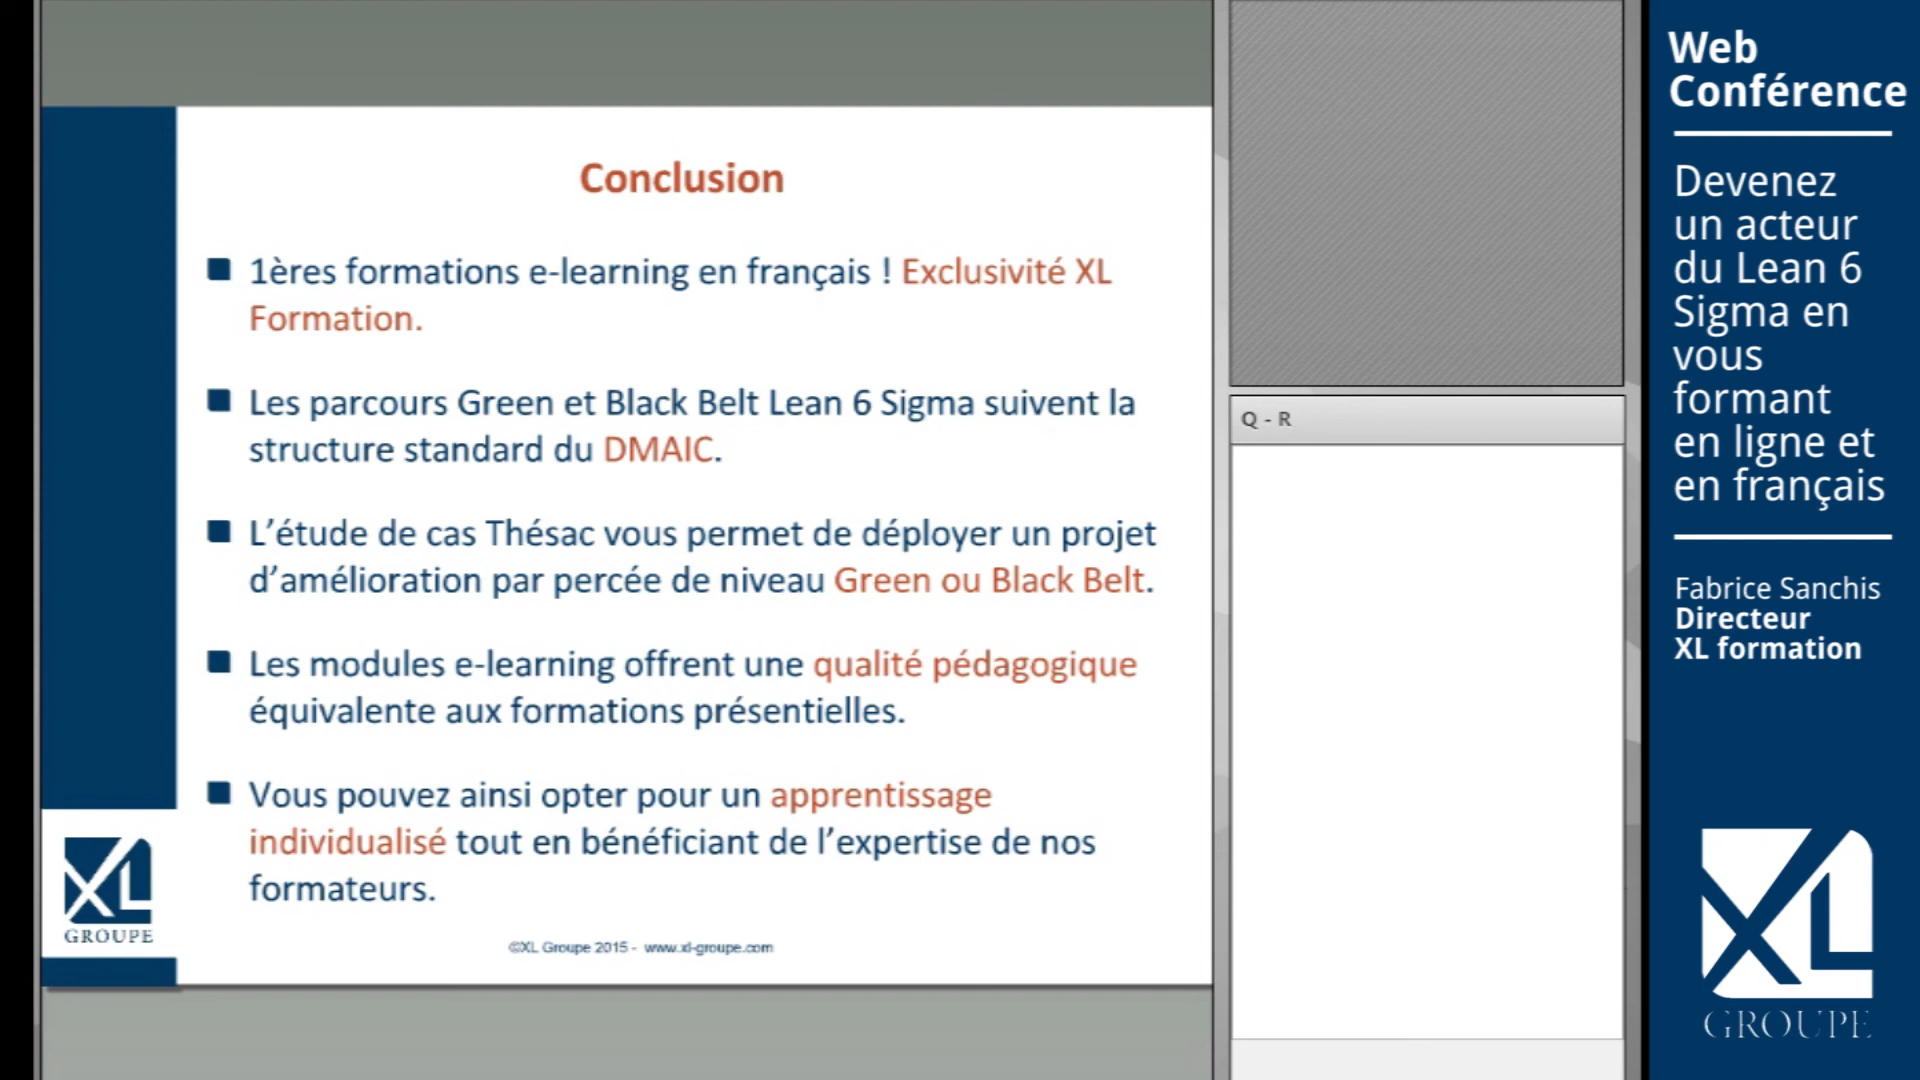 Conclusion
1ères formations e-learning en français ! Exclusivité XL
Formation.
Les parcours Green et Black Belt Lean 6 Sigma suivent la
structure standard du DMAIC.
L’étude de cas Thésac vous permet de déployer un projet
d’amélioration par percée de niveau Green ou Black Belt.
Les modules e-learning offrent une qualité pédagogique
équivalente aux formations présentielles.
Vous pouvez ainsi opter pour un apprentissage
individualisé tout en bénéficiant de l’expertise de nos
formateurs.
XL
GROUPE
©XL Groupe 2015 - www.xl-groupe.com
Q - R
Web
Conférence
Devenez
un acteur
du Lean 6
Sigma en
vous
formant
en ligne et
en français
Fabrice Sanchis
Directeur
XL formation
XL
GROUPE